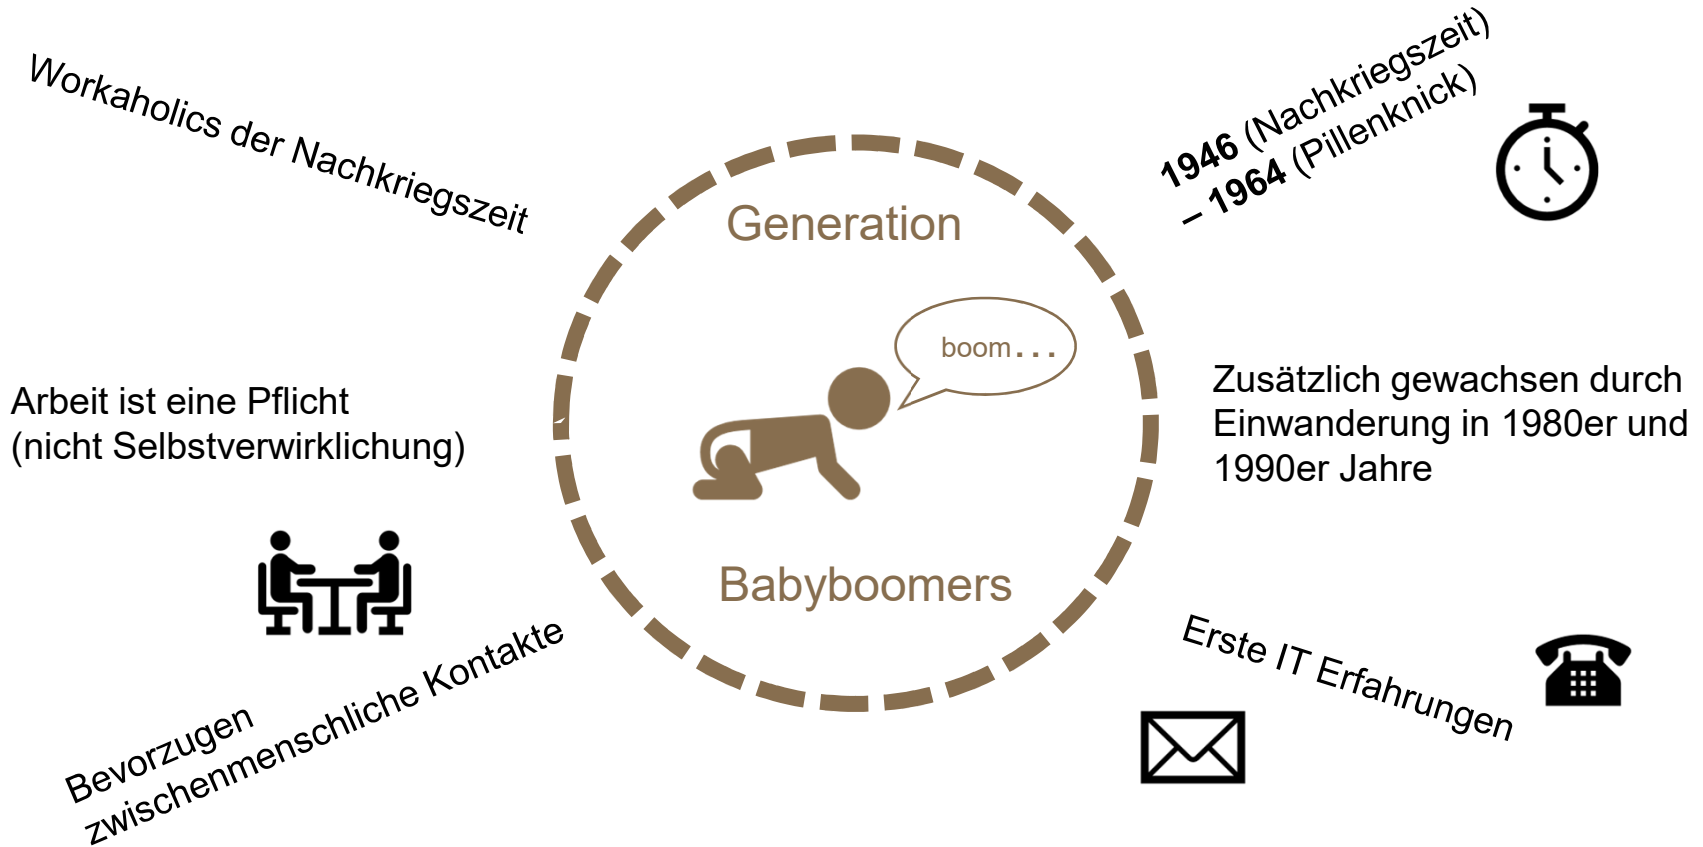 Workaholics der Nachkriegszeit
1946 (Nachkriegszeit)
– 1964 (Pillenknick)
Generation
boom...
Arbeit ist eine Pflicht
(nicht Selbstverwirklichung)
Zusätzlich gewachsen durch
Einwanderung in 1980er und
1990er Jahre
Babyboomers
Bevorzugen
zwischenmenschliche Kontakte
Erste IT Erfahrungen